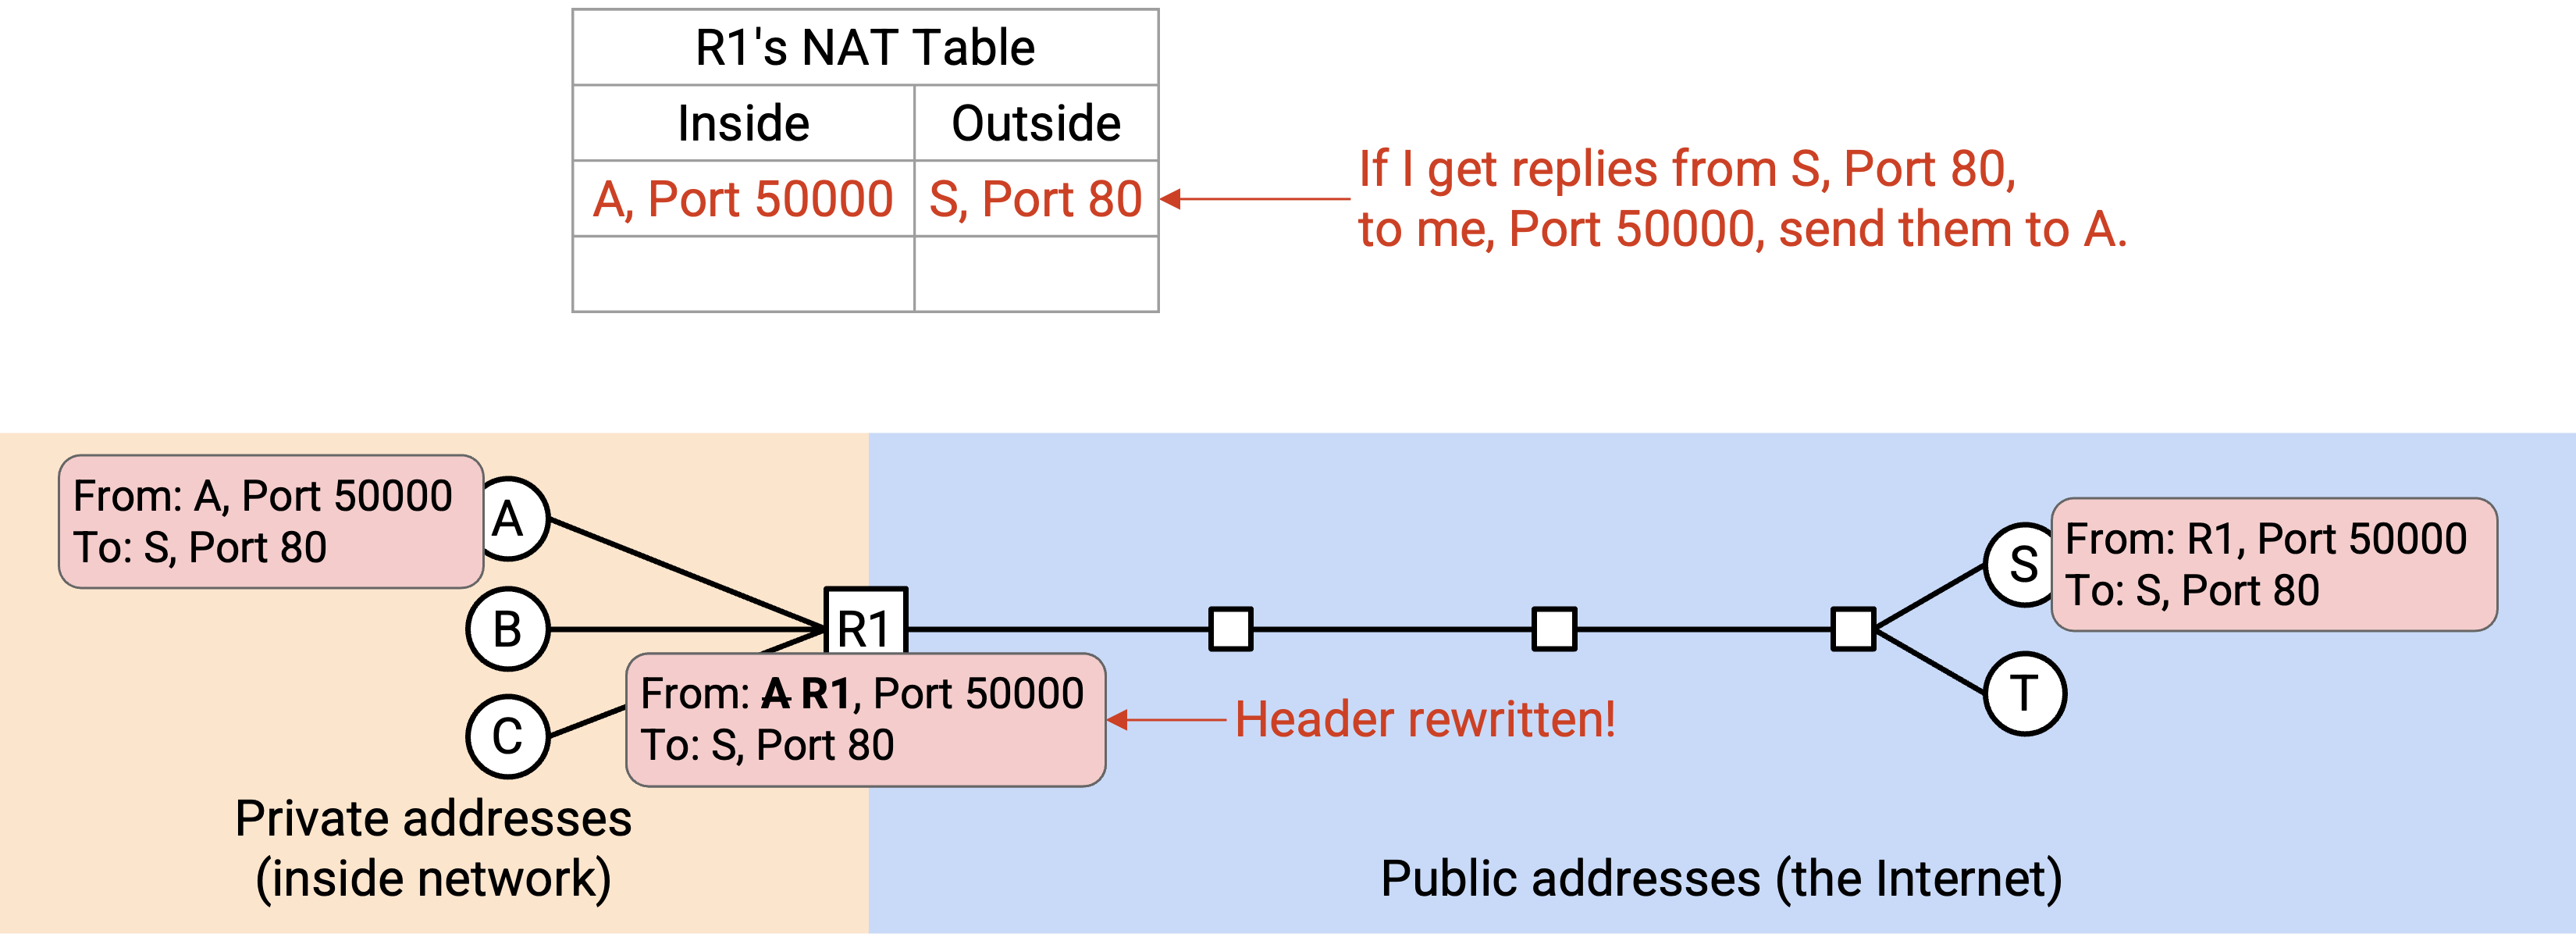 R1's NAT Table
Inside Outside
A, Port 50000 S, Port 80
If I get replies from S, Port 80,
to me, Port 50000, send them to A.
From: A, Port 50000
To: S, Port 80
A
B
C
R1
From: A R1, Port 50000
To: S, Port 80
Header rewritten!
S
From: R1, Port 50000
To: S, Port 80
T
Private addresses
(inside network)
Public addresses (the Internet)